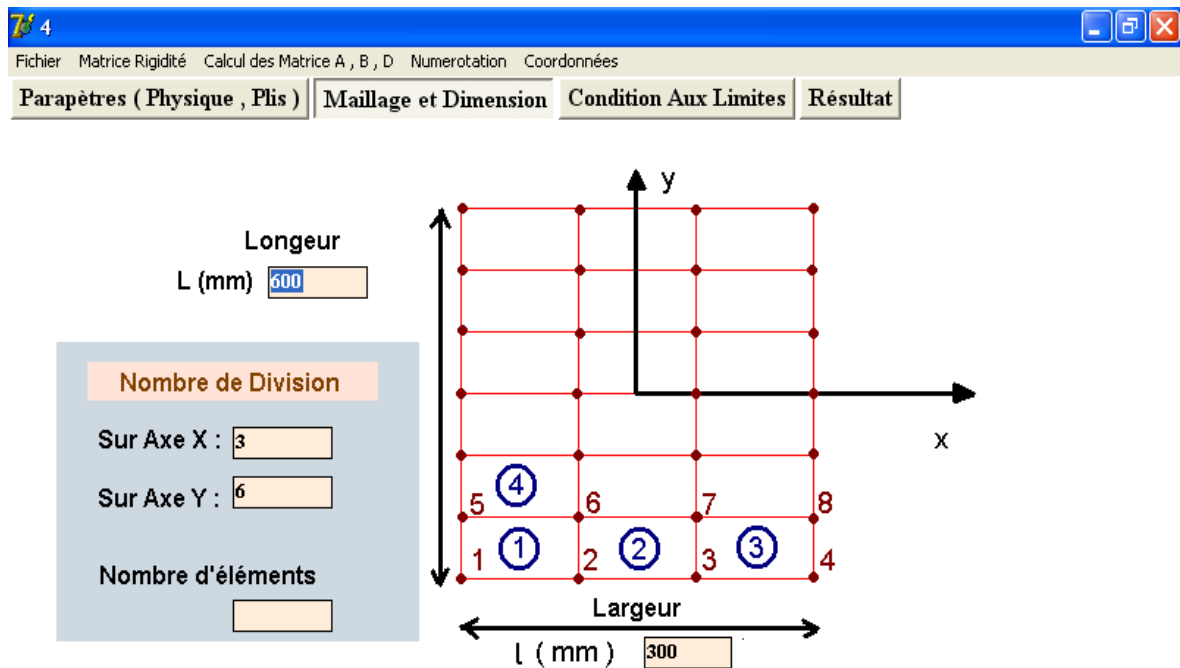 4
Fichier Matrice Rigidité Calcul des Matrice A , B , D Numerotation Coordonnées
Parapètres ( Physique , Plis ) Maillage et Dimension Condition Aux Limites Résultat
y
Longeur
L (mm) 600
Nombre de Division
Sur Axe X : 3
x
Sur Axe Y : 6
4
5 6 7 8
1 2 3
1 2 3 4
Nombre d'éléments
Largeur
l ( mm ) 300